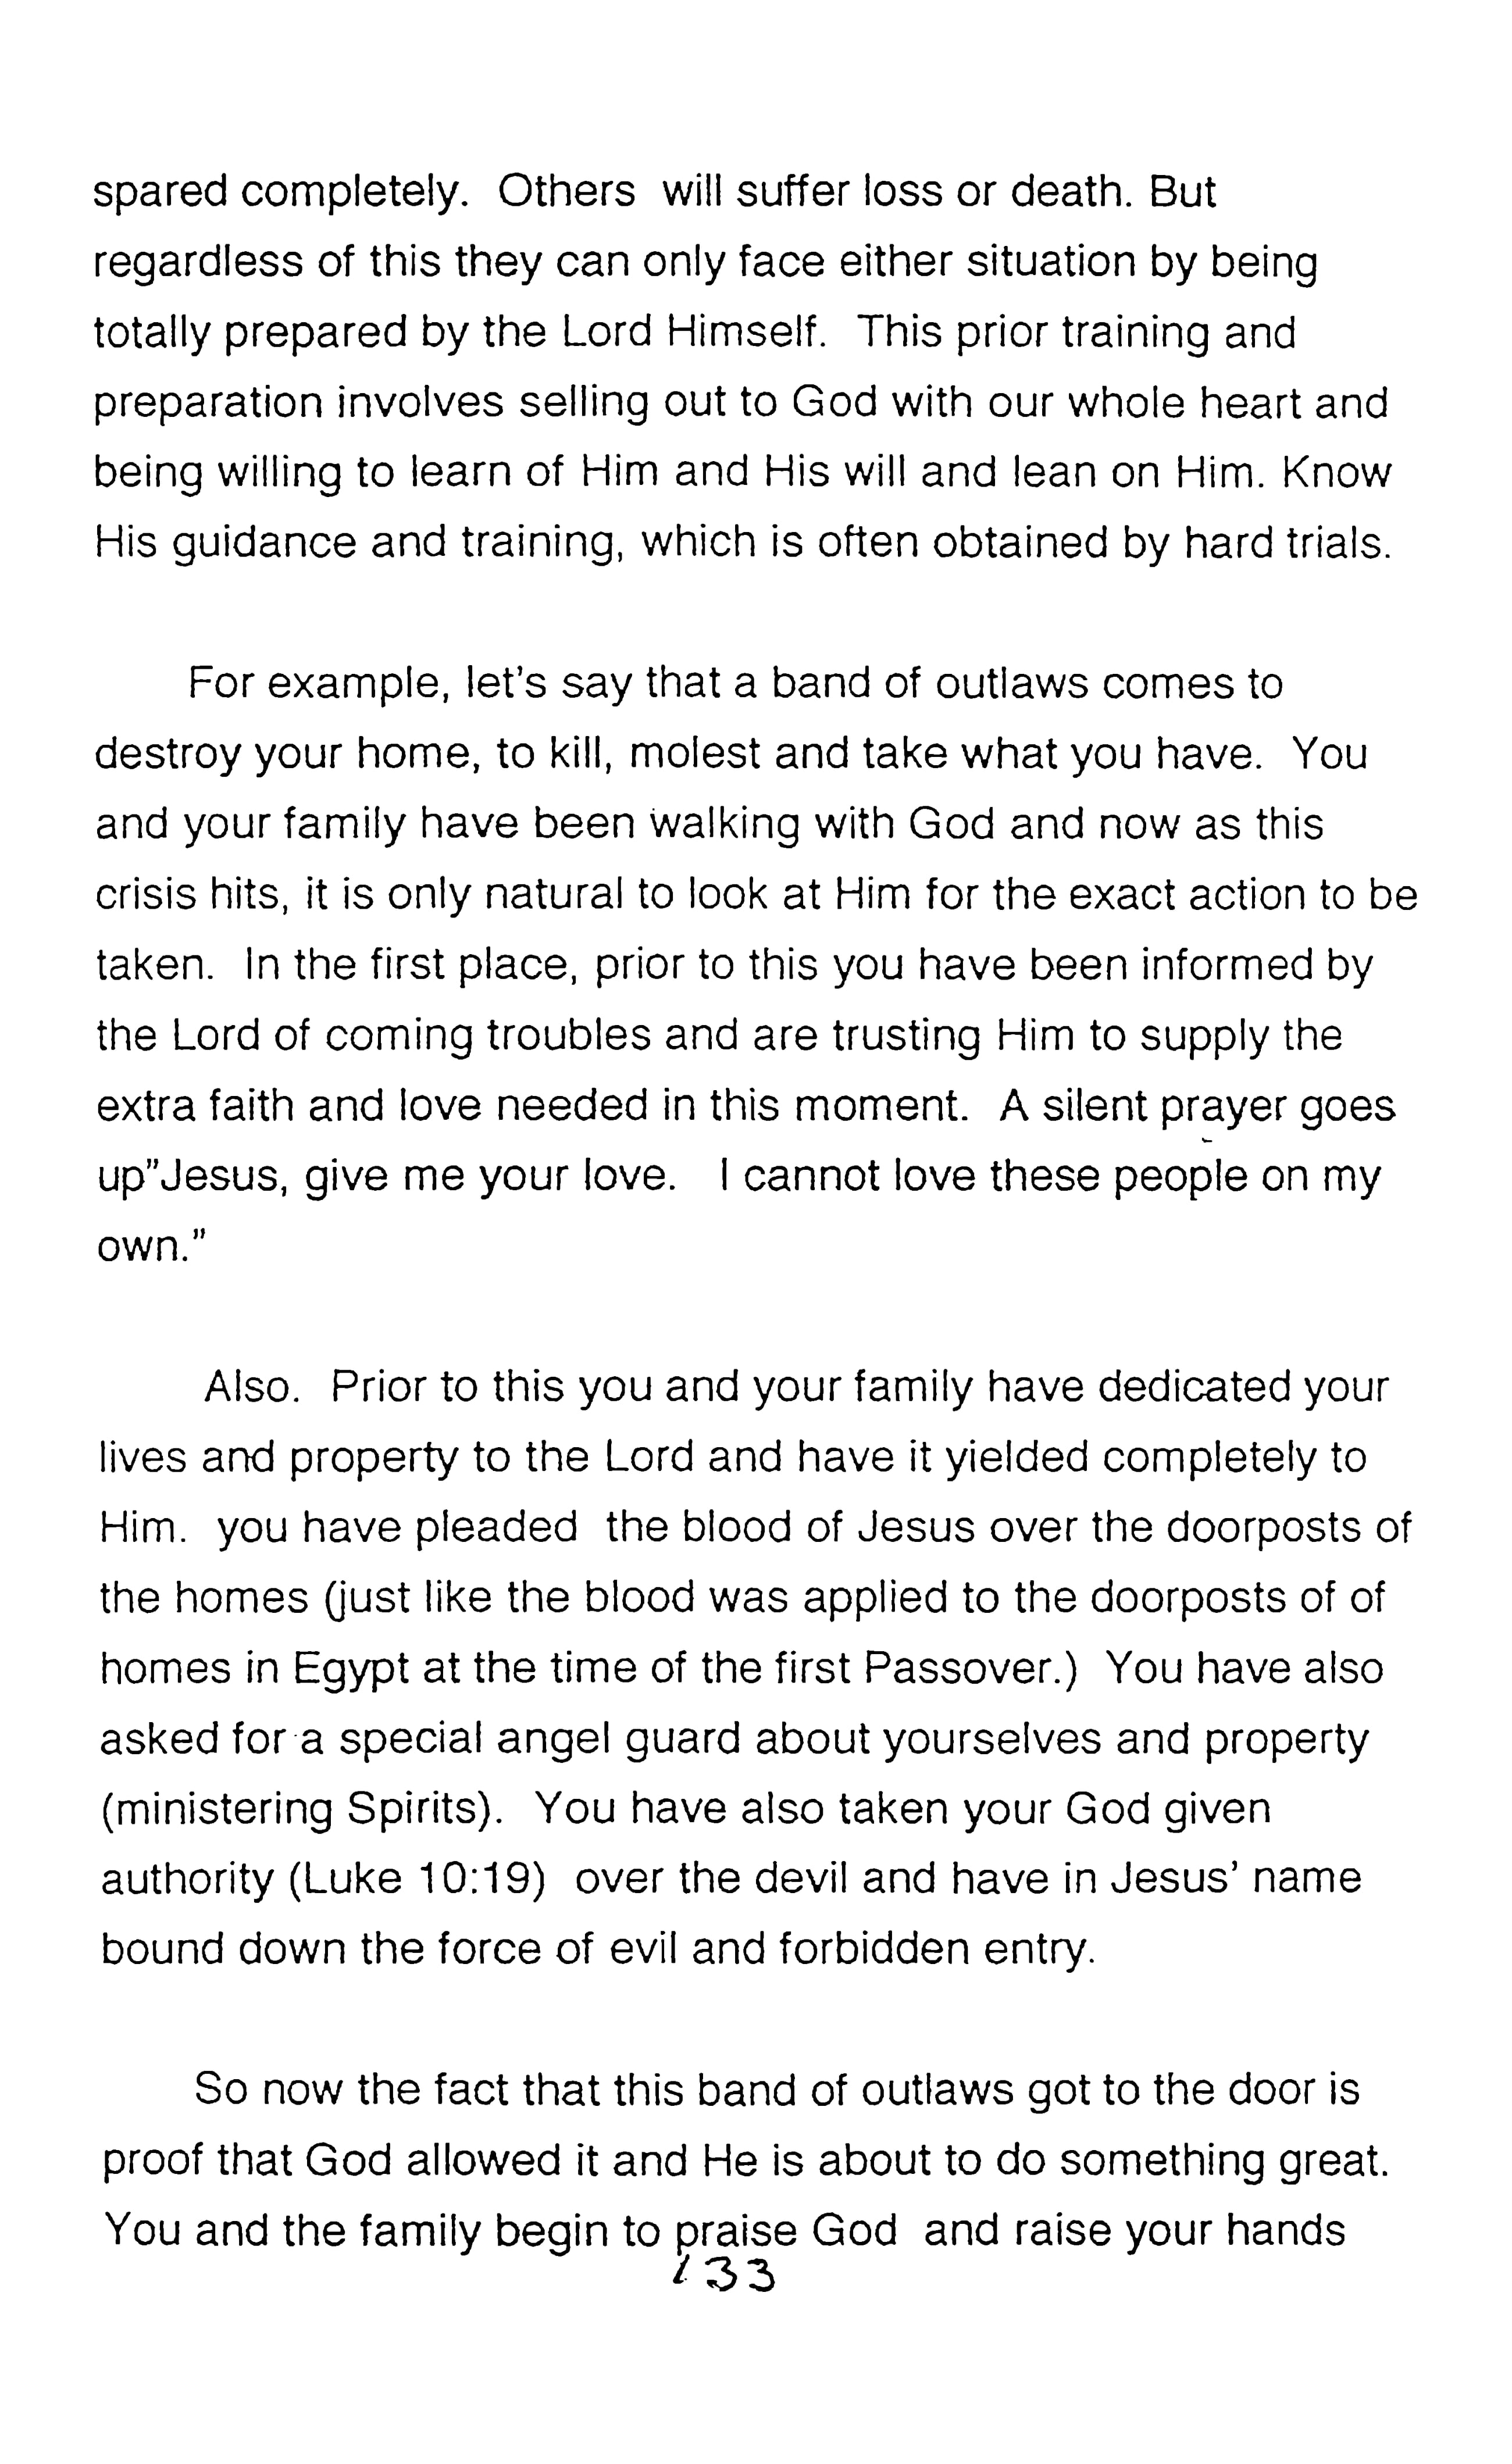 spared completely.  Others  will suffer loss or death. But
regardless of this they can only face either situation by being
totally prepared by the Lord Himself.  This prior training and
preparation involves selling out to God with our whole heart and
being willing to learn of Him and His will and lean on Him. Know
His guidance and training, which is often obtained by hard trials.
For example, let's say that a band of outlaws comes to
destroy your home, to kill, molest and take what you have.  You
and your family have been walking with God and now as this
crisis hits, it is only natural to look at Him for the exact action to be
taken.  In the first place, prior to this you have been informed by
the Lord of coming troubles and are trusting Him to supply the
extra faith and love needed in this moment.  A silent prayer goes
up"Jesus, give me your love.   I cannot love these people on my
own."
Also.  Prior to this you and your family have dedicated your
lives and property to the Lord and have it yielded completely to
Him.  you have pleaded  the blood of Jesus over the doorposts of
the homes (just like the blood was applied to the doorposts of of
homes in Egypt at the time of the first Passover.)  You have also
asked for a special angel guard about yourselves and property
(ministering Spirits).  You have also taken your God given
authority (Luke 10:19)  over the devil and have in Jesus' name
bound down the force of evil and forbidden entry.
So now the fact that this band of outlaws got to the door is
proof that God allowed it and He is about to do something great.
You and the family begin to praise God  and raise your hands
133